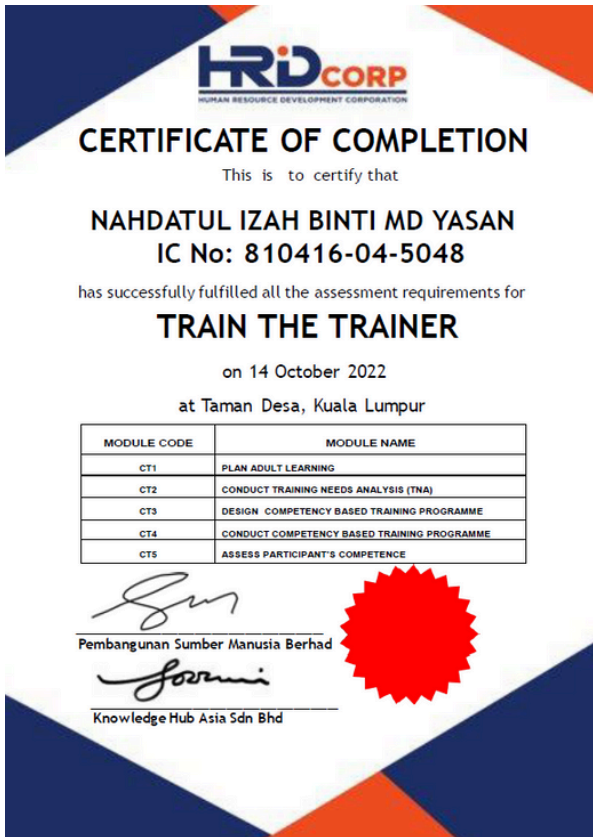 HRDCORP
HUMAN RESOURCE DEVELOPMENT CORPORATION
CERTIFICATE OF COMPLETION
This is to certify that
NAHDATUL IZAH BINTI MD YASAN
IC No: 810416-04-5048
has successfully fulfilled all the assessment requirements for
TRAIN THE TRAINER
on 14 October 2022
at Taman Desa, Kuala Lumpur
MODULE CODE MODULE NAME
CT1 PLAN ADULT LEARNING
CT2 CONDUCT TRAINING NEEDS ANALYSIS (TNA)
CT3 DESIGN COMPETENCY BASED TRAINING PROGRAMME
CT4 CONDUCT COMPETENCY BASED TRAINING PROGRAMME
CT5 ASSESS PARTICIPANT'S COMPETENCE
Pembangunan Sumber Manusia Berhad
Knowledge Hub Asia Sdn Bhd